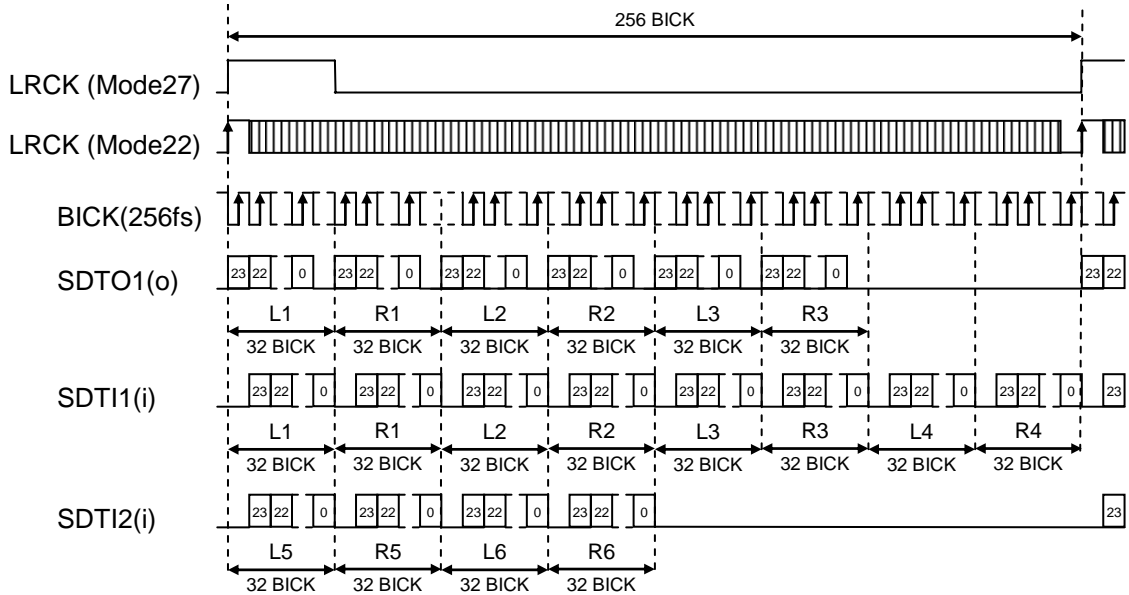 256 BICK
LRCK (Mode27)
LRCK (Mode22)
BICK(256fs)
SDTO1(o) 23 22 0 23 22 0 23 22 0 23 22 0 23 22 0 23 22 0 23 22
L1 R1 L2 R2 L3 R3
32 BICK 32 BICK 32 BICK 32 BICK 32 BICK 32 BICK
SDTI1(i) 23 22 0 23 22 0 23 22 0 23 22 0 23 22 0 23 22 0 23 22 0 23 22 0 23
L1 R1 L2 R2 L3 R3 L4 R4
32 BICK 32 BICK 32 BICK 32 BICK 32 BICK 32 BICK 32 BICK 32 BICK
SDTI2(i) 23 22 0 23 22 0 23 22 0 23 22 0 23
L5 R5 L6 R6
32 BICK 32 BICK 32 BICK 32 BICK